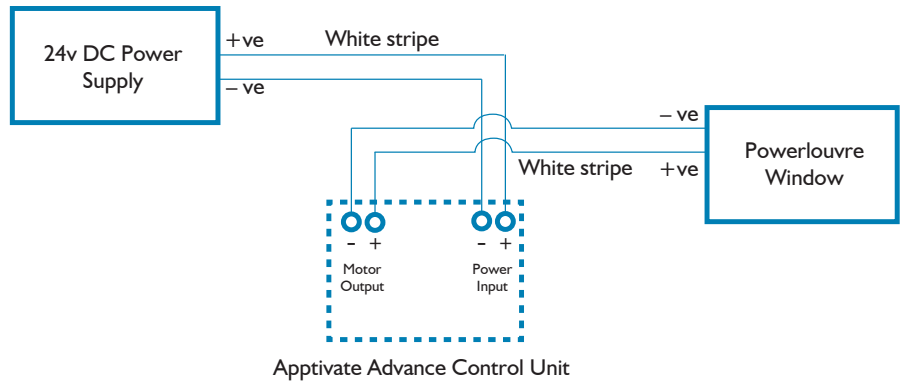 24v DC Power
Supply
+ve
White stripe
– ve
– ve
Powerlouvre
Window
White stripe
+ve
- +
- +
Motor
Output
Power
Input
Apptivate Advance Control Unit